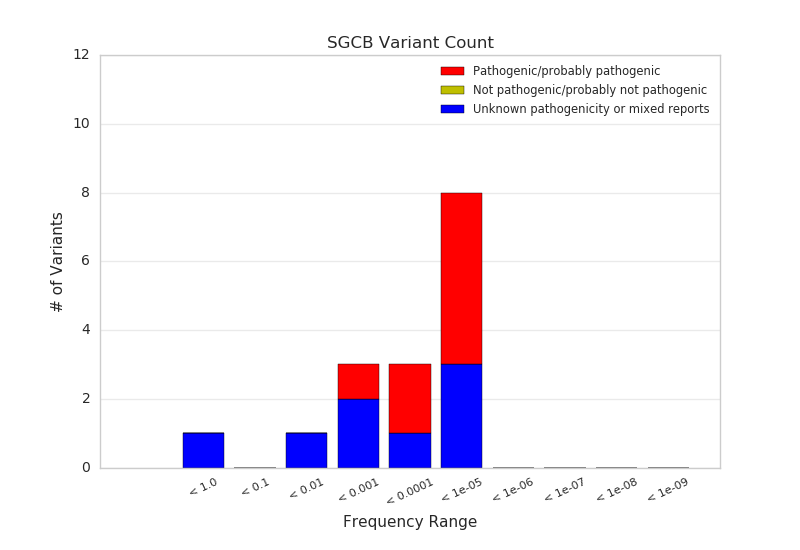 SGCB Variant Count
Pathogenic/probably pathogenic
Not pathogenic/probably not pathogenic
Unknown pathogenicity or mixed reports
# of Variants
12
10
8
6
4
2
0
< 1.0
< 0.1
< 0.01
< 0.001
< 0.0001
< 1e-05
< 1e-06
< 1e-07
< 1e-08
< 1e-09
Frequency Range